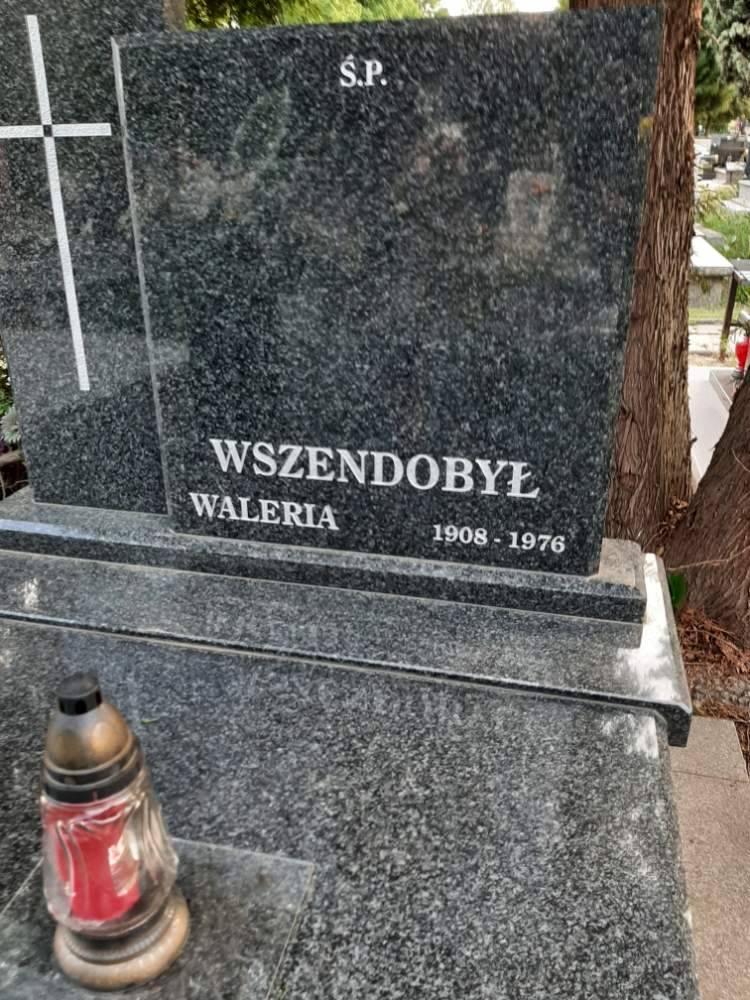 Ś.P.
WSZENDOBYŁ
WALERIA
1908 - 1976